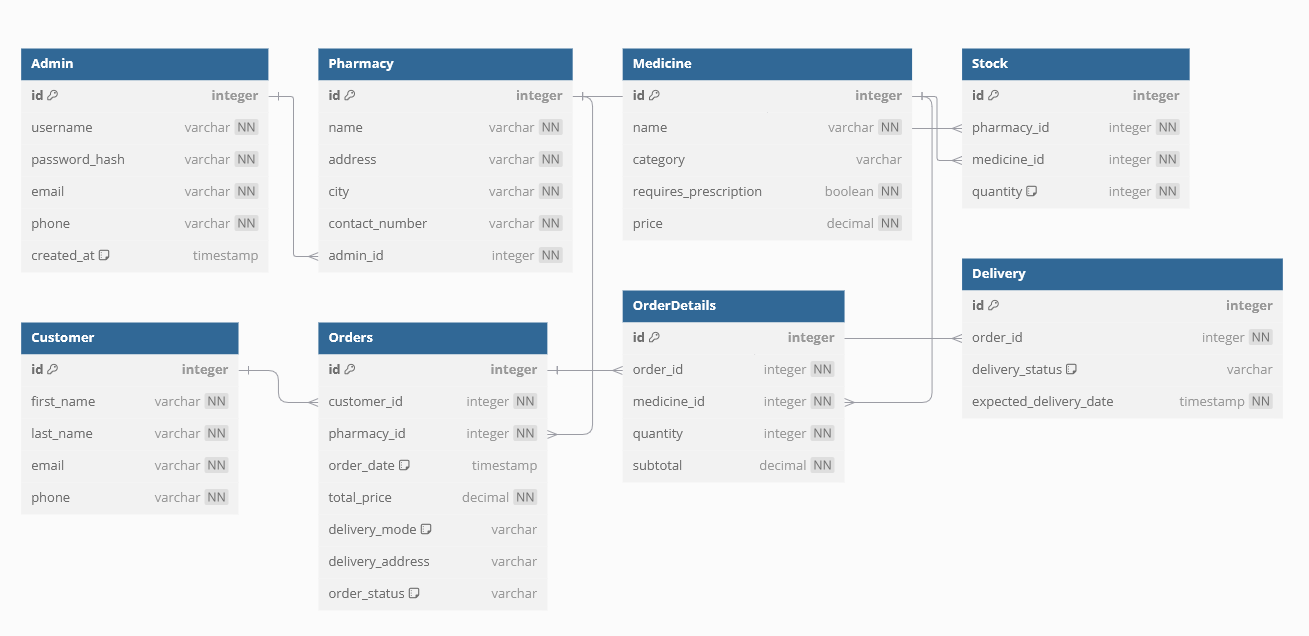 Admin
id integer
username varchar NN
password_hash varchar NN
email varchar NN
phone varchar NN
created_at timestamp
Pharmacy
id integer
name varchar NN
address varchar NN
city varchar NN
contact_number varchar NN
admin_id integer NN
Medicine
id integer
name varchar NN
category varchar
requires_prescription boolean NN
price decimal NN
Stock
id integer
pharmacy_id integer NN
medicine_id integer NN
quantity integer NN
Customer
id integer
first_name varchar NN
last_name varchar NN
email varchar NN
phone varchar NN
Orders
id integer
customer_id integer NN
pharmacy_id integer NN
order_date timestamp
total_price decimal NN
delivery_mode varchar
delivery_address varchar
order_status varchar
OrderDetails
id integer
order_id integer NN
medicine_id integer NN
quantity integer NN
subtotal decimal NN
Delivery
id integer
order_id integer NN
delivery_status varchar
expected_delivery_date timestamp NN